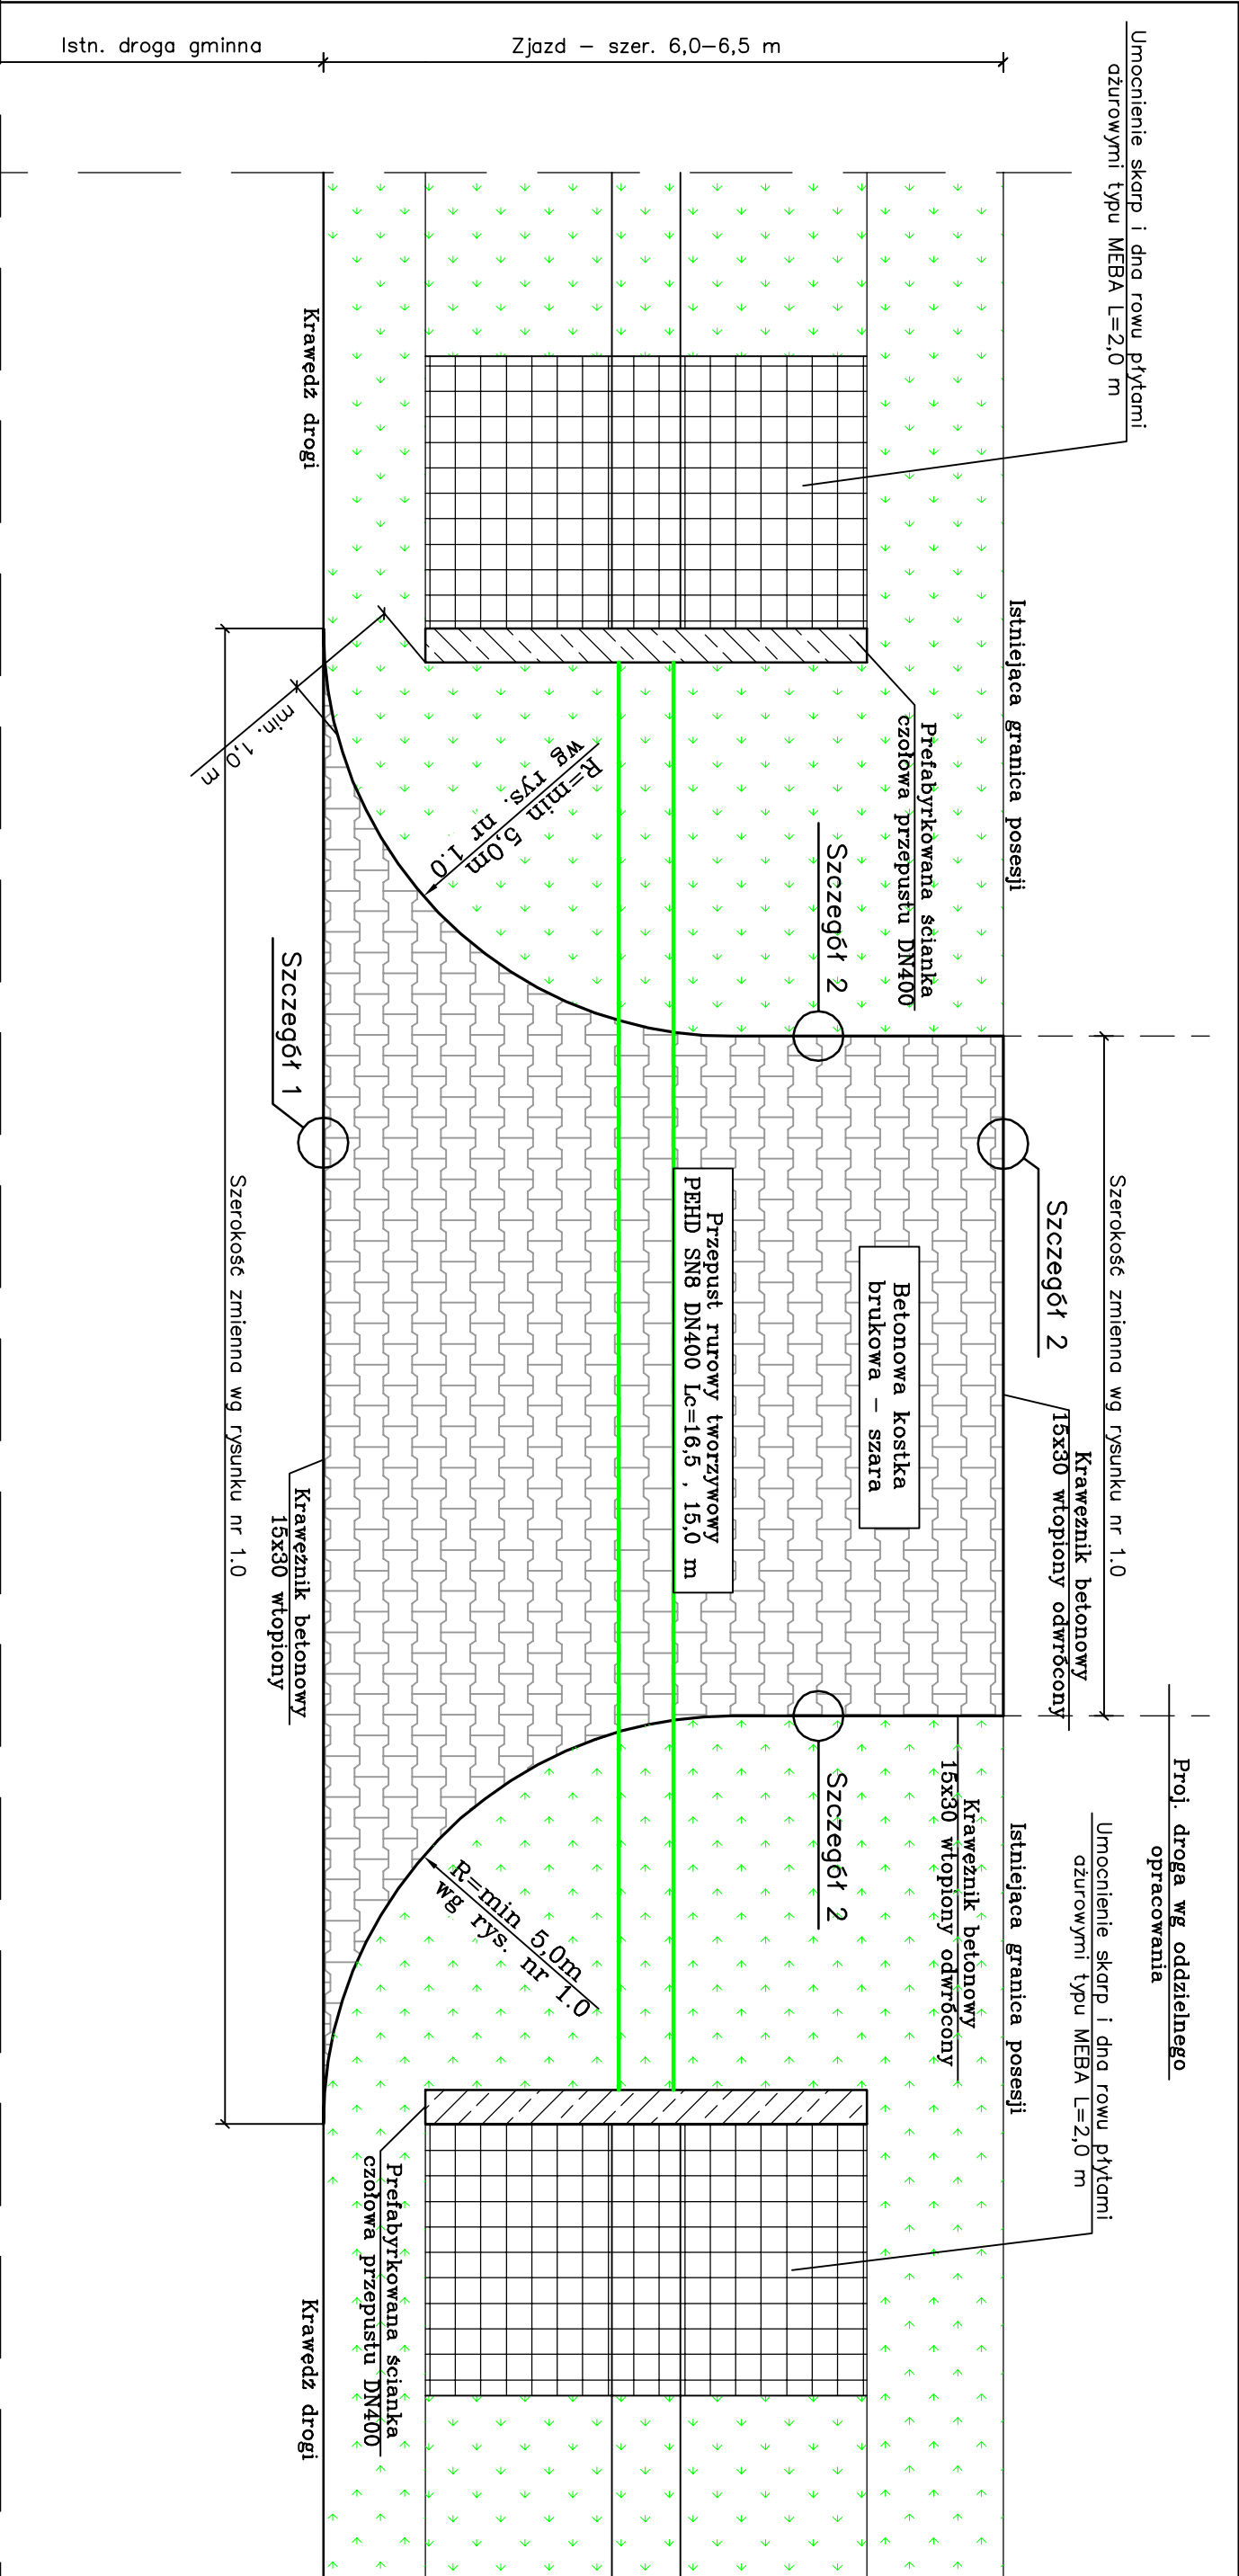 Istn. droga gminna
Zjazd – szer. 6,0–6,5 m
Umocnienie skarp i dna rowu płytami
ażurowymi typu MEBA L=2,0 m
Krawędź drogi
Istniejąca granica posesji
min. 1,0 m
R=min 5,0m
wg rys. nr 1.0
Prefabyrkowana ścianka
czołowa przepustu DN400
Szczegół 2
Szczegół 1
Szczegół 2
Szerokość zmienna wg rysunku nr 1.0
Szerokość zmienna wg rysunku nr 1.0
Przepust rurowy tworzywowy
PEHD SN8 DN400 Lc=16,5 , 15,0 m
Betonowa kostka
brukowa – szara
Krawężnik betonowy
15x30 wtopiony odwrócony
Krawężnik betonowy
15x30 wtopiony
Proj. droga wg oddzielnego
opracowania
Umocnienie skarp i dna rowu płytami
ażurowymi typu MEBA L=2,0 m
Istniejąca granica posesji
Krawężnik betonowy
15x30 wtopiony odwrócony
Szczegół 2
R=min 5,0m
wg rys. nr 1.0
Prefabyrkowana ścianka
czołowa przepustu DN400
Krawędz drogi